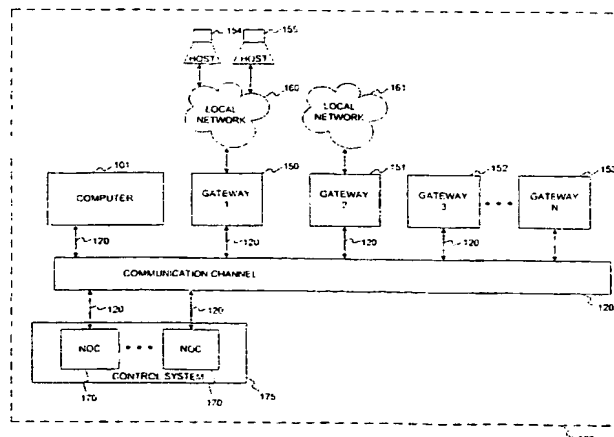 154 155
HOST HOST
160 161
LOCAL NETWORK LOCAL NETWORK
101 150 151 152 153
COMPUTER GATEWAY 1 GATEWAY 2 GATEWAY 3 GATEWAY N
120 120 120 120
COMMUNICATION CHANNEL
120
120 120
NOC NOC
CONTROL SYSTEM
170 170 175